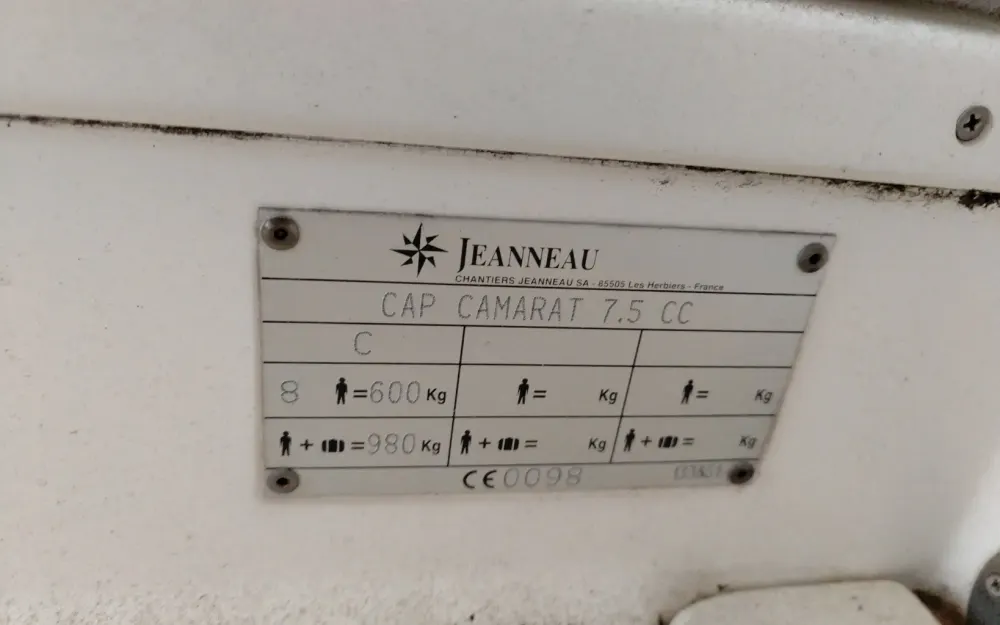 JEANNEAU
CHANTIERS JEANNEAU SA - 85505 Les Herbiers - France
CAP CAMARAT 7.5 CC
C
8 =600 Kg = Kg = Kg
+ =980 Kg + = Kg + = Kg
CE 0098